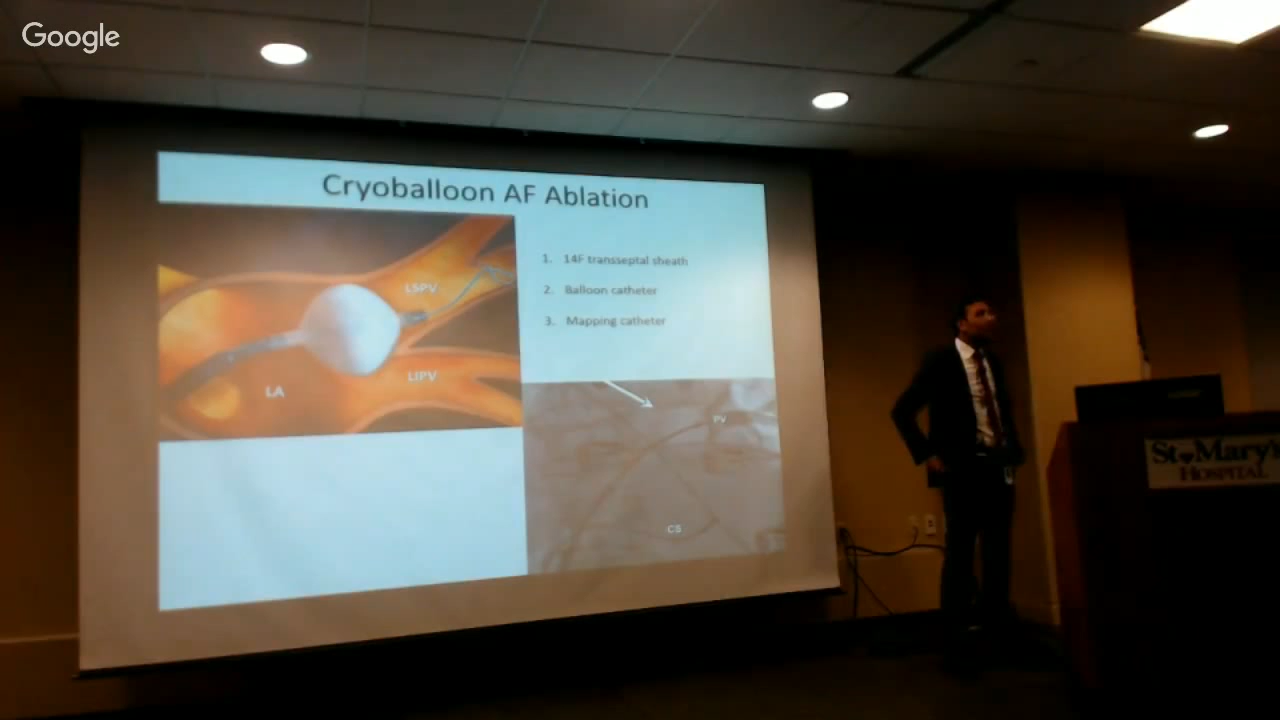 Google
Cryoballoon AF Ablation
1. 14F transseptal sheath
2. Balloon catheter
3. Mapping catheter
LSPV
LIPV
LA
PV
CS
St Mary's
HOSPITAL